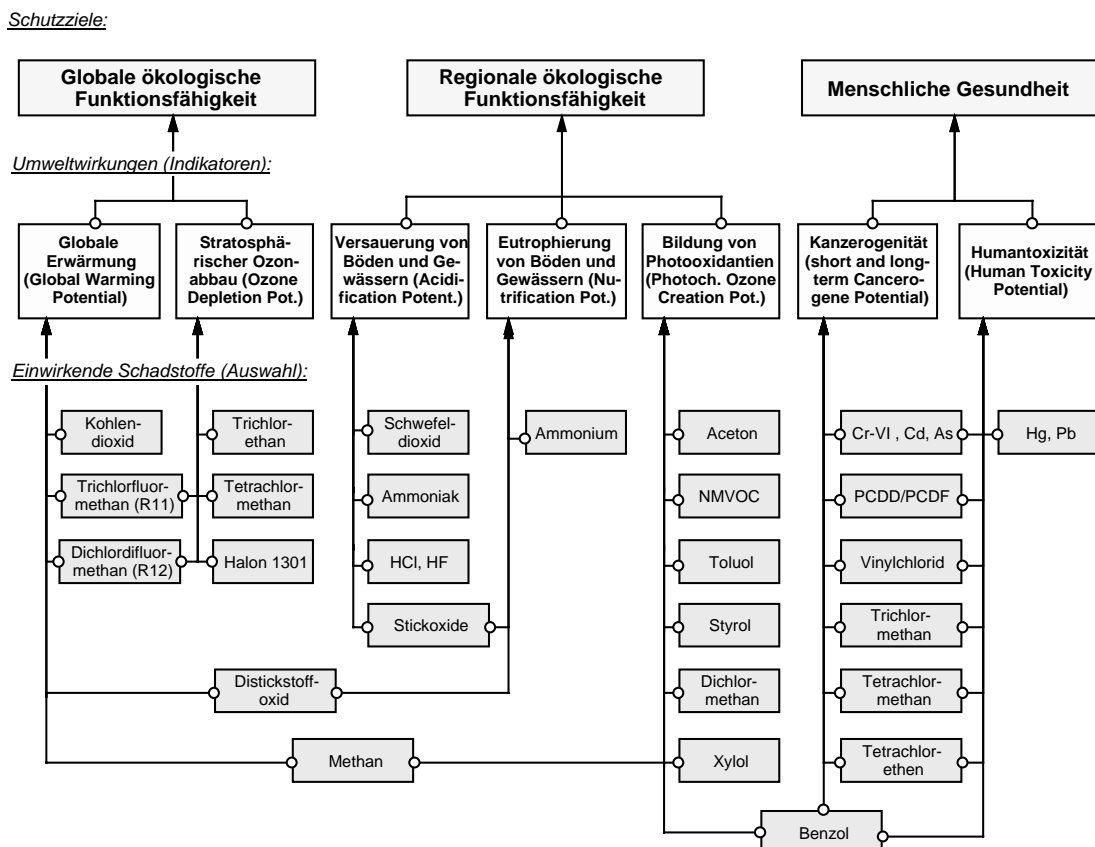 Schutzziele:
Globale ökologische
Funktionsfähigkeit
Regionale ökologische
Funktionsfähigkeit
Menschliche Gesundheit
Umweltwirkungen (Indikatoren):
Globale
Erwärmung
(Global Warming
Potential)
Stratosphä-
rischer Ozon-
abbau (Ozone
Depletion Pot.)
Versauerung von
Böden und Ge-
wässern (Acidi-
fication Potent.)
Eutrophierung
von Böden und
Gewässern (Nu-
trification Pot.)
Bildung von
Photooxidantien
(Photoch. Ozone
Creation Pot.)
Kanzerogenität
(short and long-
term Cancero-
gene Potential)
Humantoxizität
(Human Toxicity
Potential)
Einwirkende Schadstoffe (Auswahl):
Kohlen-
dioxid
Trichlor-
ethan
Schwefel-
dioxid
Ammonium
Aceton
Cr-VI , Cd, As
Hg, Pb
Trichlorfluor-
methan (R11)
Tetrachlor-
methan
Ammoniak
NMVOC
PCDD/PCDF
Dichlordifluor-
methan (R12)
Halon 1301
HCl, HF
Toluol
Vinylchlorid
Stickoxide
Styrol
Trichlor-
methan
Distickstoff-
oxid
Dichlor-
methan
Tetrachlor-
methan
Methan
Xylol
Tetrachlor-
ethen
Benzol